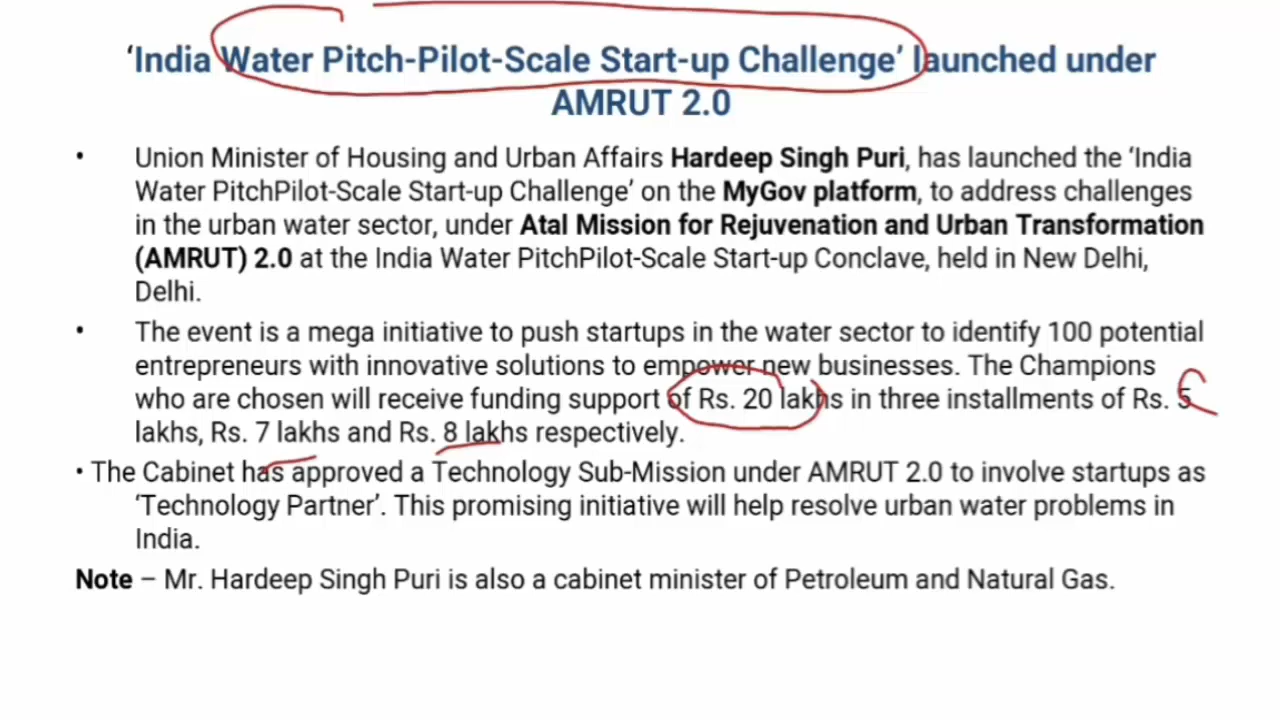 ‘India Water Pitch-Pilot-Scale Start-up Challenge’ launched under
AMRUT 2.0
• Union Minister of Housing and Urban Affairs Hardeep Singh Puri, has launched the ‘India
Water PitchPilot-Scale Start-up Challenge’ on the MyGov platform, to address challenges
in the urban water sector, under Atal Mission for Rejuvenation and Urban Transformation
(AMRUT) 2.0 at the India Water PitchPilot-Scale Start-up Conclave, held in New Delhi,
Delhi.
• The event is a mega initiative to push startups in the water sector to identify 100 potential
entrepreneurs with innovative solutions to empower new businesses. The Champions
who are chosen will receive funding support of Rs. 20 lakhs in three installments of Rs. 5
lakhs, Rs. 7 lakhs and Rs. 8 lakhs respectively.
• The Cabinet has approved a Technology Sub-Mission under AMRUT 2.0 to involve startups as
‘Technology Partner’. This promising initiative will help resolve urban water problems in
India.
Note – Mr. Hardeep Singh Puri is also a cabinet minister of Petroleum and Natural Gas.